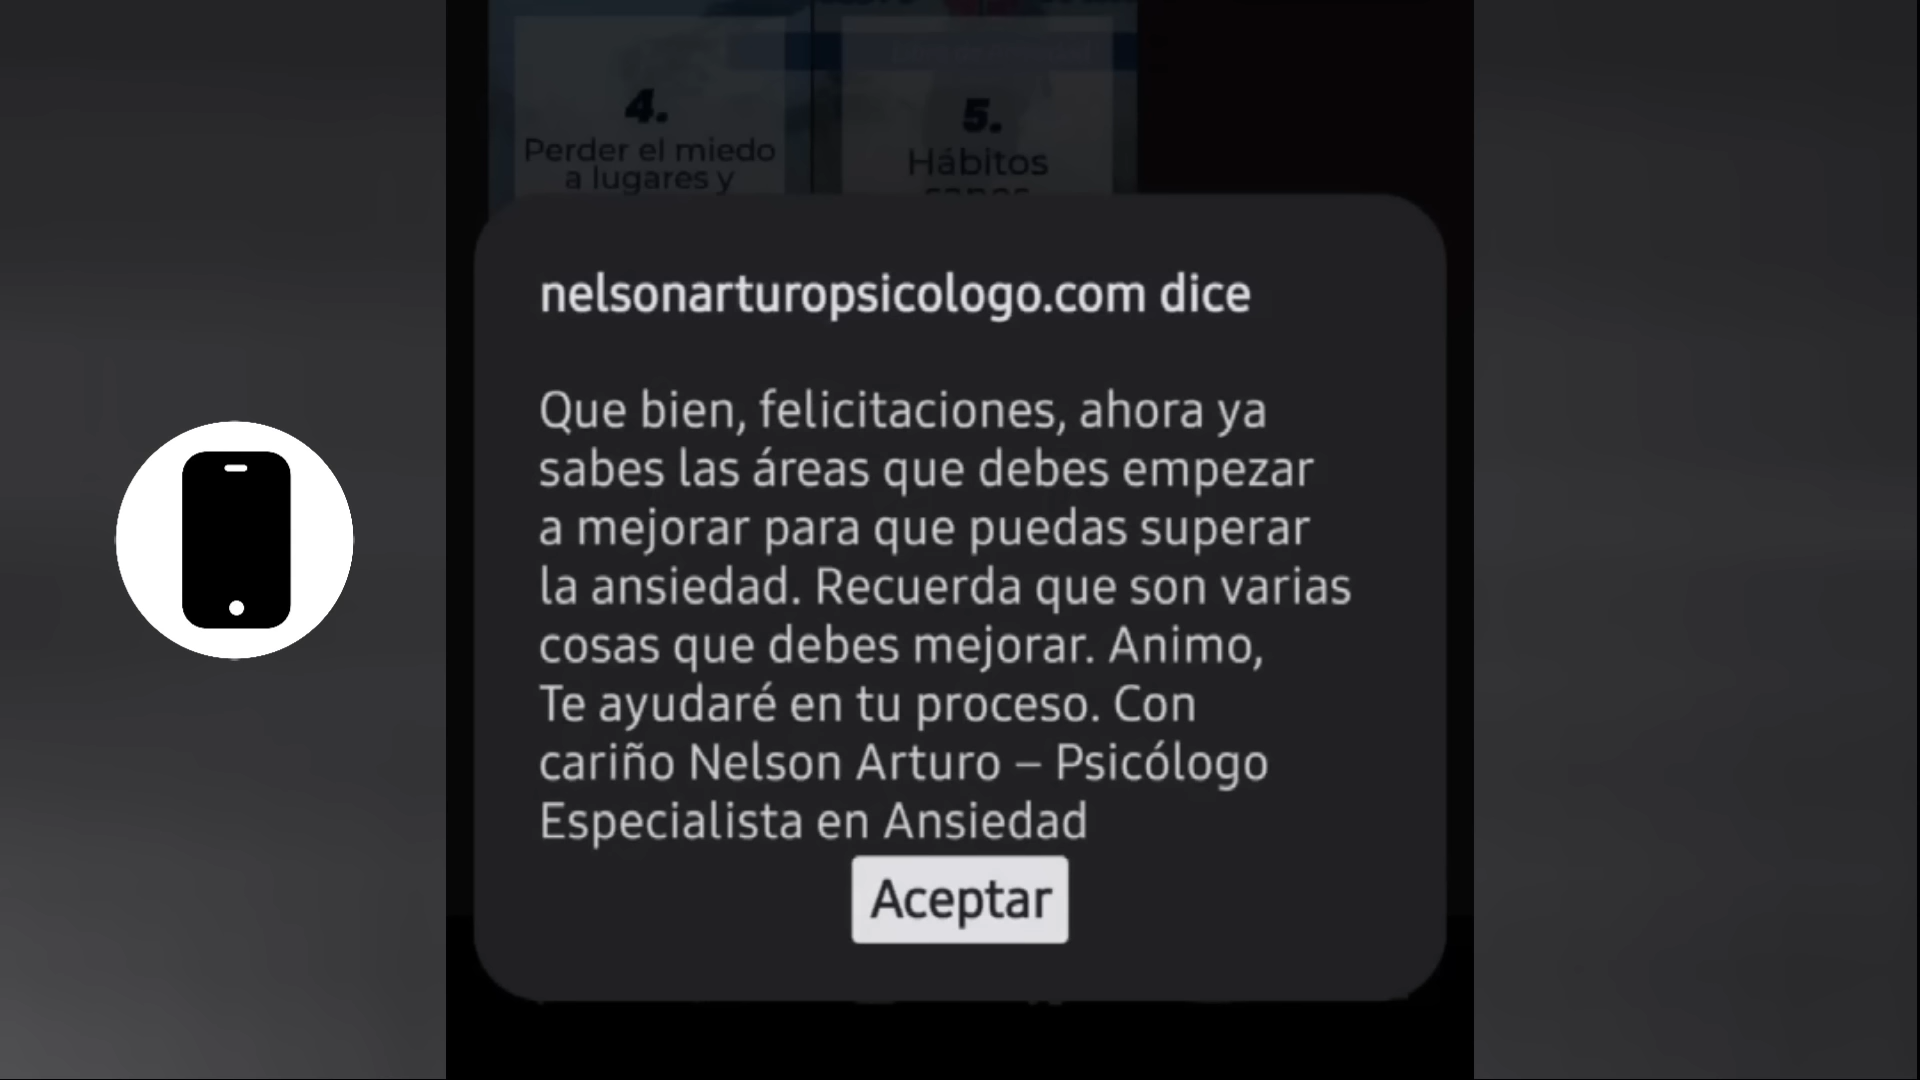 4.
Perder el miedo
a lugares y
5.
Hábitos
sanos
nelsonarturopsicologo.com dice
Que bien, felicitaciones, ahora ya
sabes las áreas que debes empezar
a mejorar para que puedas superar
la ansiedad. Recuerda que son varias
cosas que debes mejorar. Animo,
Te ayudaré en tu proceso. Con
cariño Nelson Arturo – Psicólogo
Especialista en Ansiedad
Aceptar